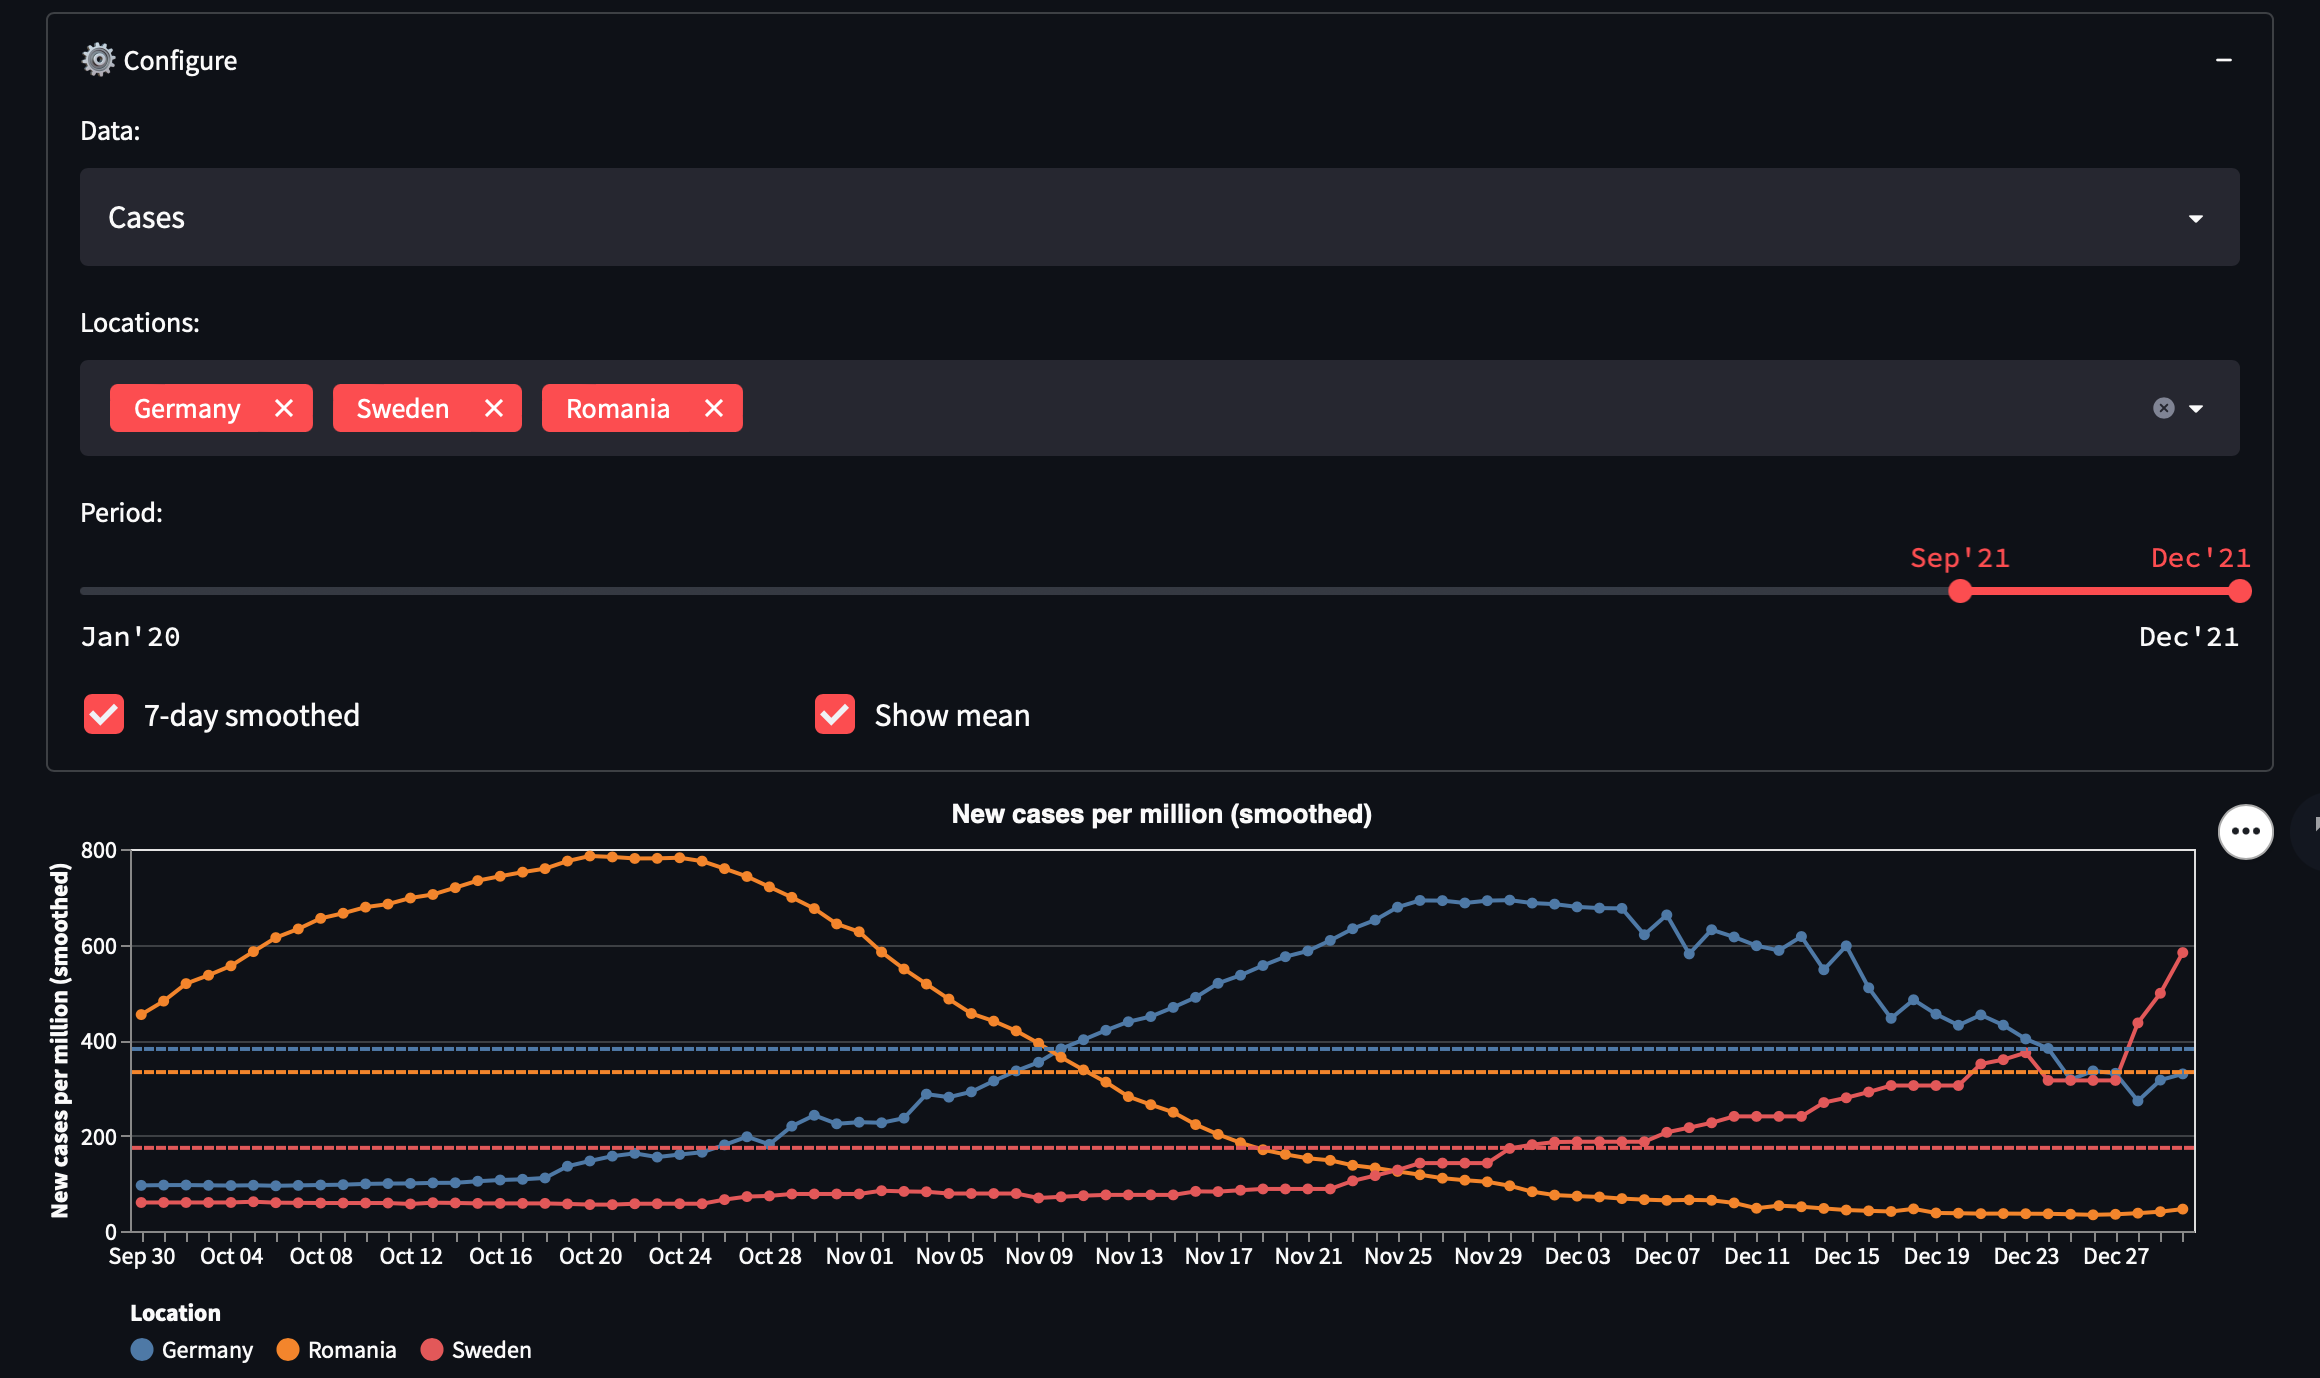 Configure
Data:
Cases
Locations:
Germany Sweden Romania
Period:
Sep'21 Dec'21
Jan'20 Dec'21
7-day smoothed Show mean
New cases per million (smoothed)
New cases per million (smoothed)
800
600
400
200
0
Sep 30 Oct 04 Oct 08 Oct 12 Oct 16 Oct 20 Oct 24 Oct 28 Nov 01 Nov 05 Nov 09 Nov 13 Nov 17 Nov 21 Nov 25 Nov 29 Dec 03 Dec 07 Dec 11 Dec 15 Dec 19 Dec 23 Dec 27
Location
Germany Romania Sweden